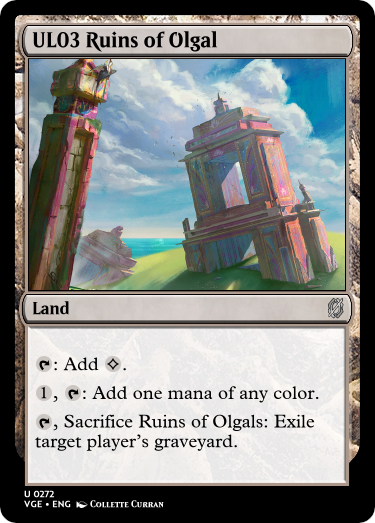 UL03 Ruins of Olgal
Land
: Add .
1, : Add one mana of any color.
, Sacrifice Ruins of Olgals: Exile
target player's graveyard.
U 0272
VGE • ENG Collette Curran